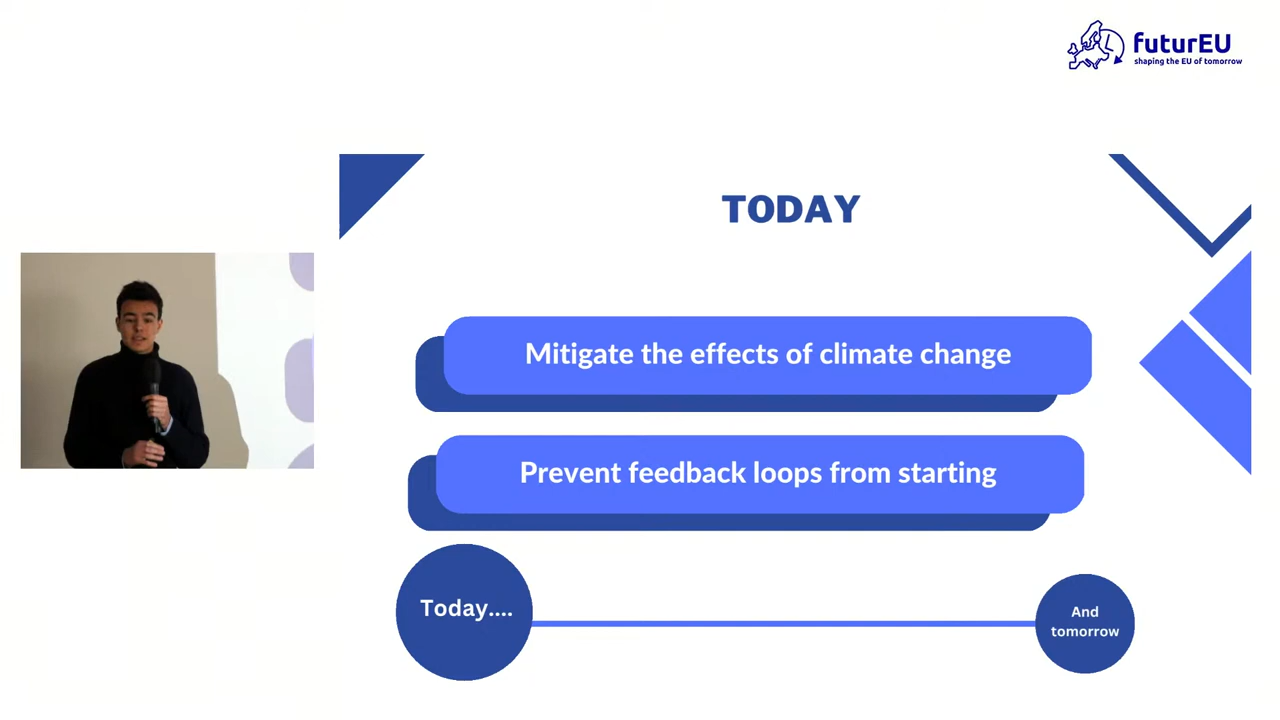 futurEU
shaping the EU of tomorrow
TODAY
Mitigate the effects of climate change
Prevent feedback loops from starting
Today....
And
tomorrow